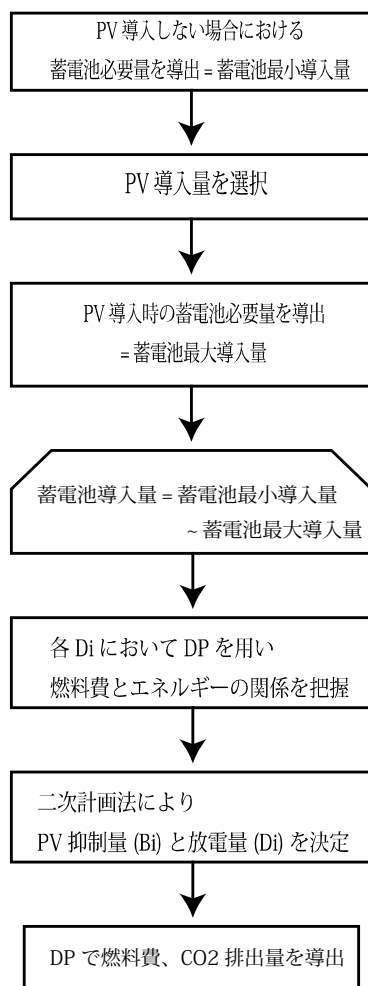 PV 導入しない場合における
蓄電池必要量を導出 = 蓄電池最小導入量
PV 導入量を選択
PV 導入時の蓄電池必要量を導出
= 蓄電池最大導入量
蓄電池導入量 = 蓄電池最小導入量
~ 蓄電池最大導入量
各 Di において DP を用い
燃料費とエネルギーの関係を把握
二次計画法により
PV 抑制量 (Bi) と放電量 (Di) を決定
DP で燃料費、CO2 排出量を導出